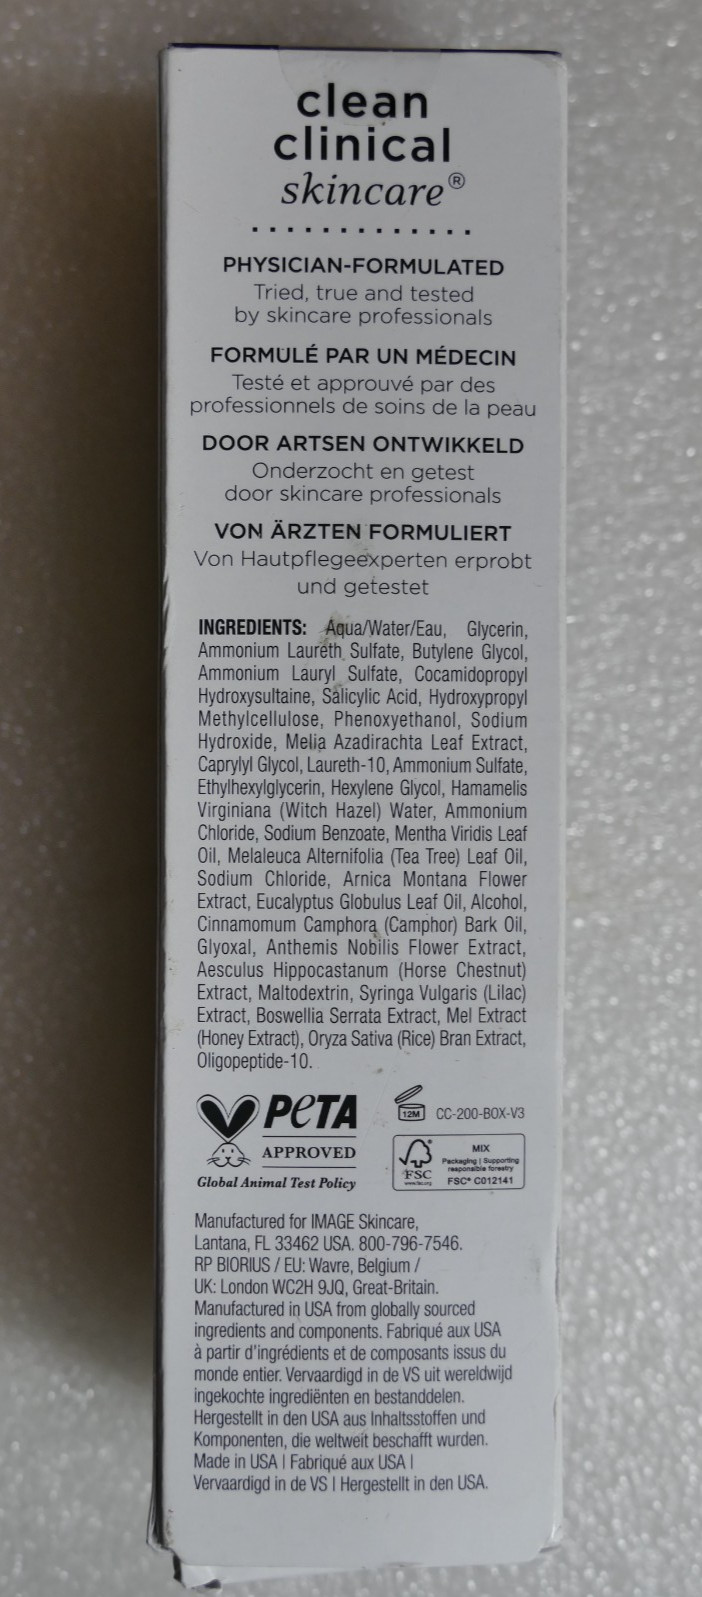 clean
clinical
skincare®
PHYSICIAN-FORMULATED
Tried, true and tested
by skincare professionals
FORMULÉ PAR UN MÉDECIN
Testé et approuvé par des
professionnels de soins de la peau
DOOR ARTSEN ONTWIKKELD
Onderzocht en getest
door skincare professionals
VON ÄRZTEN FORMULIERT
Von Hautpflegeexperten erprobt
und getestet
INGREDIENTS: Aqua/Water/Eau, Glycerin,
Ammonium Laureth Sulfate, Butylene Glycol,
Ammonium Lauryl Sulfate, Cocamidopropyl
Hydroxysultaine, Salicylic Acid, Hydroxypropyl
Methylcellulose, Phenoxyethanol, Sodium
Hydroxide, Melia Azadirachta Leaf Extract,
Caprylyl Glycol, Laureth-10, Ammonium Sulfate,
Ethylhexylglycerin, Hexylene Glycol, Hamamelis
Virginiana (Witch Hazel) Water, Ammonium
Chloride, Sodium Benzoate, Mentha Viridis Leaf
Oil, Melaleuca Alternifolia (Tea Tree) Leaf Oil,
Sodium Chloride, Arnica Montana Flower
Extract, Eucalyptus Globulus Leaf Oil, Alcohol,
Cinnamomum Camphora (Camphor) Bark Oil,
Glyoxal, Anthemis Nobilis Flower Extract,
Aesculus Hippocastanum (Horse Chestnut)
Extract, Maltodextrin, Syringa Vulgaris (Lilac)
Extract, Boswellia Serrata Extract, Mel Extract
(Honey Extract), Oryza Sativa (Rice) Bran Extract,
Oligopeptide-10.
PeTA
APPROVED
Global Animal Test Policy
12M CC-200-BOX-V3
FSC
www.fsc.org
MIX
Packaging | Supporting
responsible forestry
FSC® C012141
Manufactured for IMAGE Skincare,
Lantana, FL 33462 USA. 800-796-7546.
RP BIORIUS / EU: Wavre, Belgium /
UK: London WC2H 9JQ, Great-Britain.
Manufactured in USA from globally sourced
ingredients and components. Fabriqué aux USA
à partir d'ingrédients et de composants issus du
monde entier. Vervaardigd in de VS uit wereldwijd
ingekochte ingrediënten en bestanddelen.
Hergestellt in den USA aus Inhaltsstoffen und
Komponenten, die weltweit beschafft wurden.
Made in USA | Fabriqué aux USA |
Vervaardigd in de VS | Hergestellt in den USA.